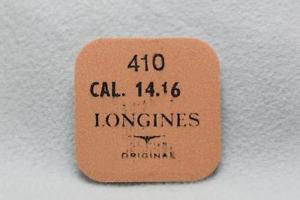 410
CAL. 14.16
LONGINES
ORIGINAL